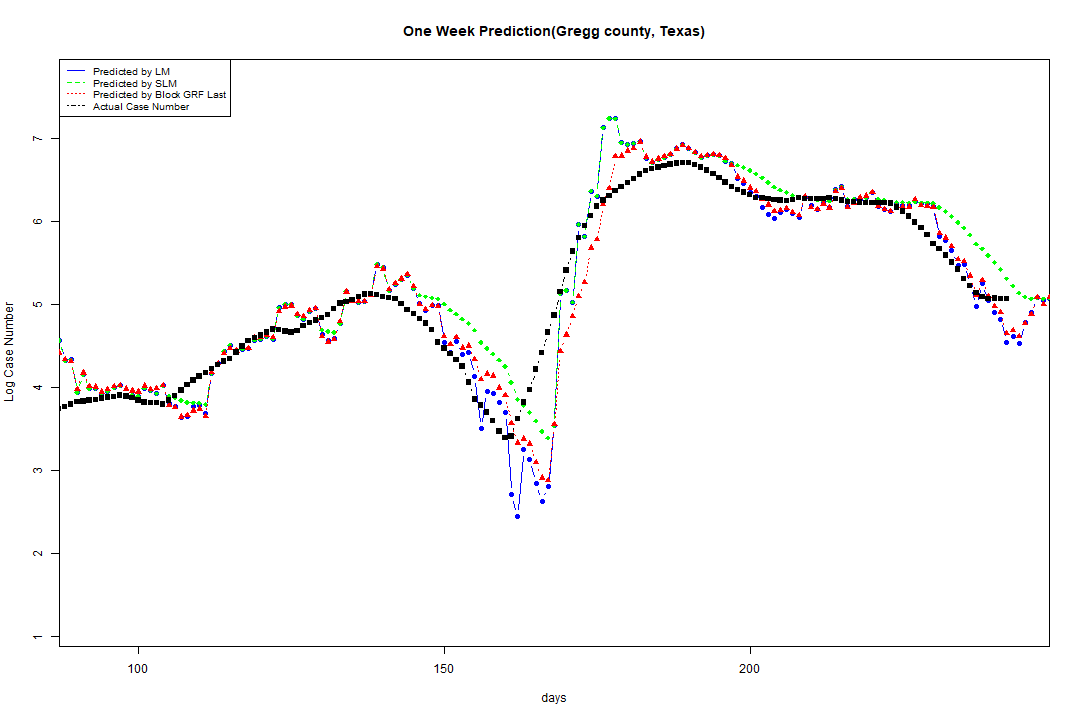 One Week Prediction(Gregg county, Texas)
Predicted by LM
Predicted by SLM
Predicted by Block GRF Last
Actual Case Number
7
6
5
4
3
2
1
Log Case Number
100
150
200
days